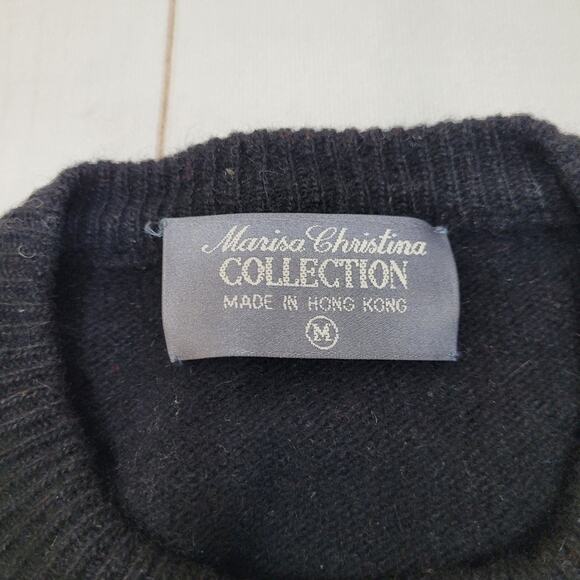 Marisa Christina
COLLECTION
MADE IN HONG KONG
M